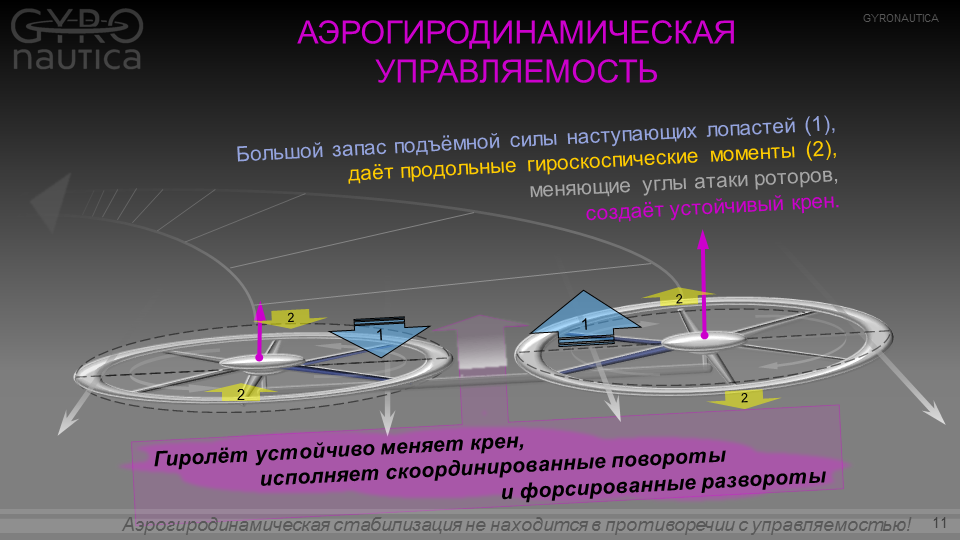 GYRO
nautica
GYRONAUTICA
АЭРОГИРОДИНАМИЧЕСКАЯ
УПРАВЛЯЕМОСТЬ
Большой запас подъёмной силы наступающих лопастей (1),
даёт продольные гироскоспические моменты (2),
меняющие углы атаки роторов,
создаёт устойчивый крен.
2
2
1
1
2
2
Гиролёт устойчиво меняет крен,
исполняет скоординированные повороты
и форсированные развороты
Аэрогиродинамическая стабилизация не находится в противоречии с управляемостью!
11